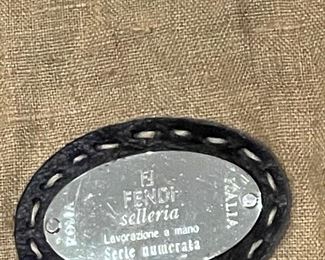 FENDI
selleria
ROMA
ITALIA
Lavorazione a mano
Serie numerata